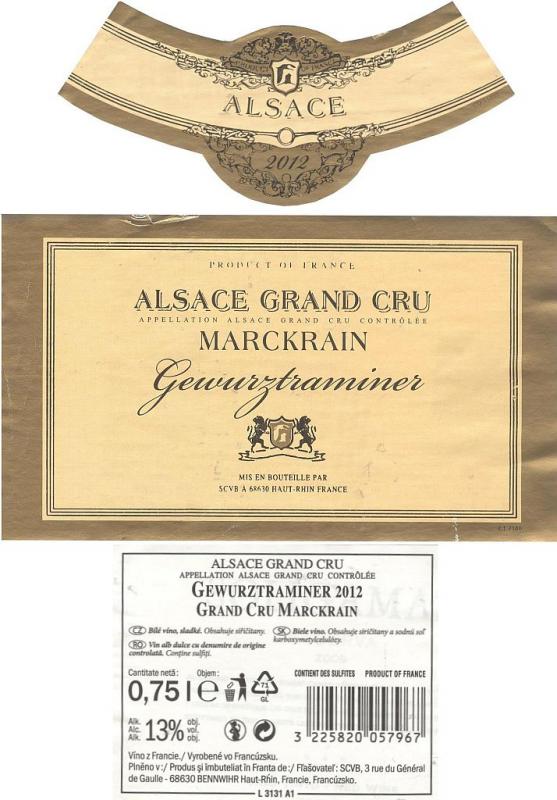 ALSACE
2012
PRODUCT OF FRANCE
ALSACE GRAND CRU
APPELLATION ALSACE GRAND CRU CONTRÔLÉE
MARCKRAIN
Gewurztraminer
MIS EN BOUTEILLE PAR
SCVB À 68630 HAUT-RHIN FRANCE
ALSACE GRAND CRU
APPELLATION ALSACE GRAND CRU CONTRÔLÉE
GEWURZTRAMINER 2012
GRAND CRU MARCKRAIN
CZ Bílé víno, sladké. Obsahuje siřičitany.
SK Biele víno. Obsahuje siričitany a sodnú soľ
karboxymetylcelulózy.
RO Vin alb dulce cu denumire de origine
controlată. Conține sulfiți.
Cantitate netă: Objem:
0,75 l e
71
GL
CONTIENT DES SULFITES PRODUCT OF FRANCE
Alk. obj.
Alc. 13% vol.
Alk. obj.
3 225820 057967
Víno z Francie./ Vyrobené vo Francúzsku.
Plněno v:/ Produs şi îmbuteliat în Franta de:/ Fľašovateľ: SCVB, 3 rue du Général
de Gaulle - 68630 BENNWIHR Haut-Rhin, Francie, Francúzsko.
L 3131 A1